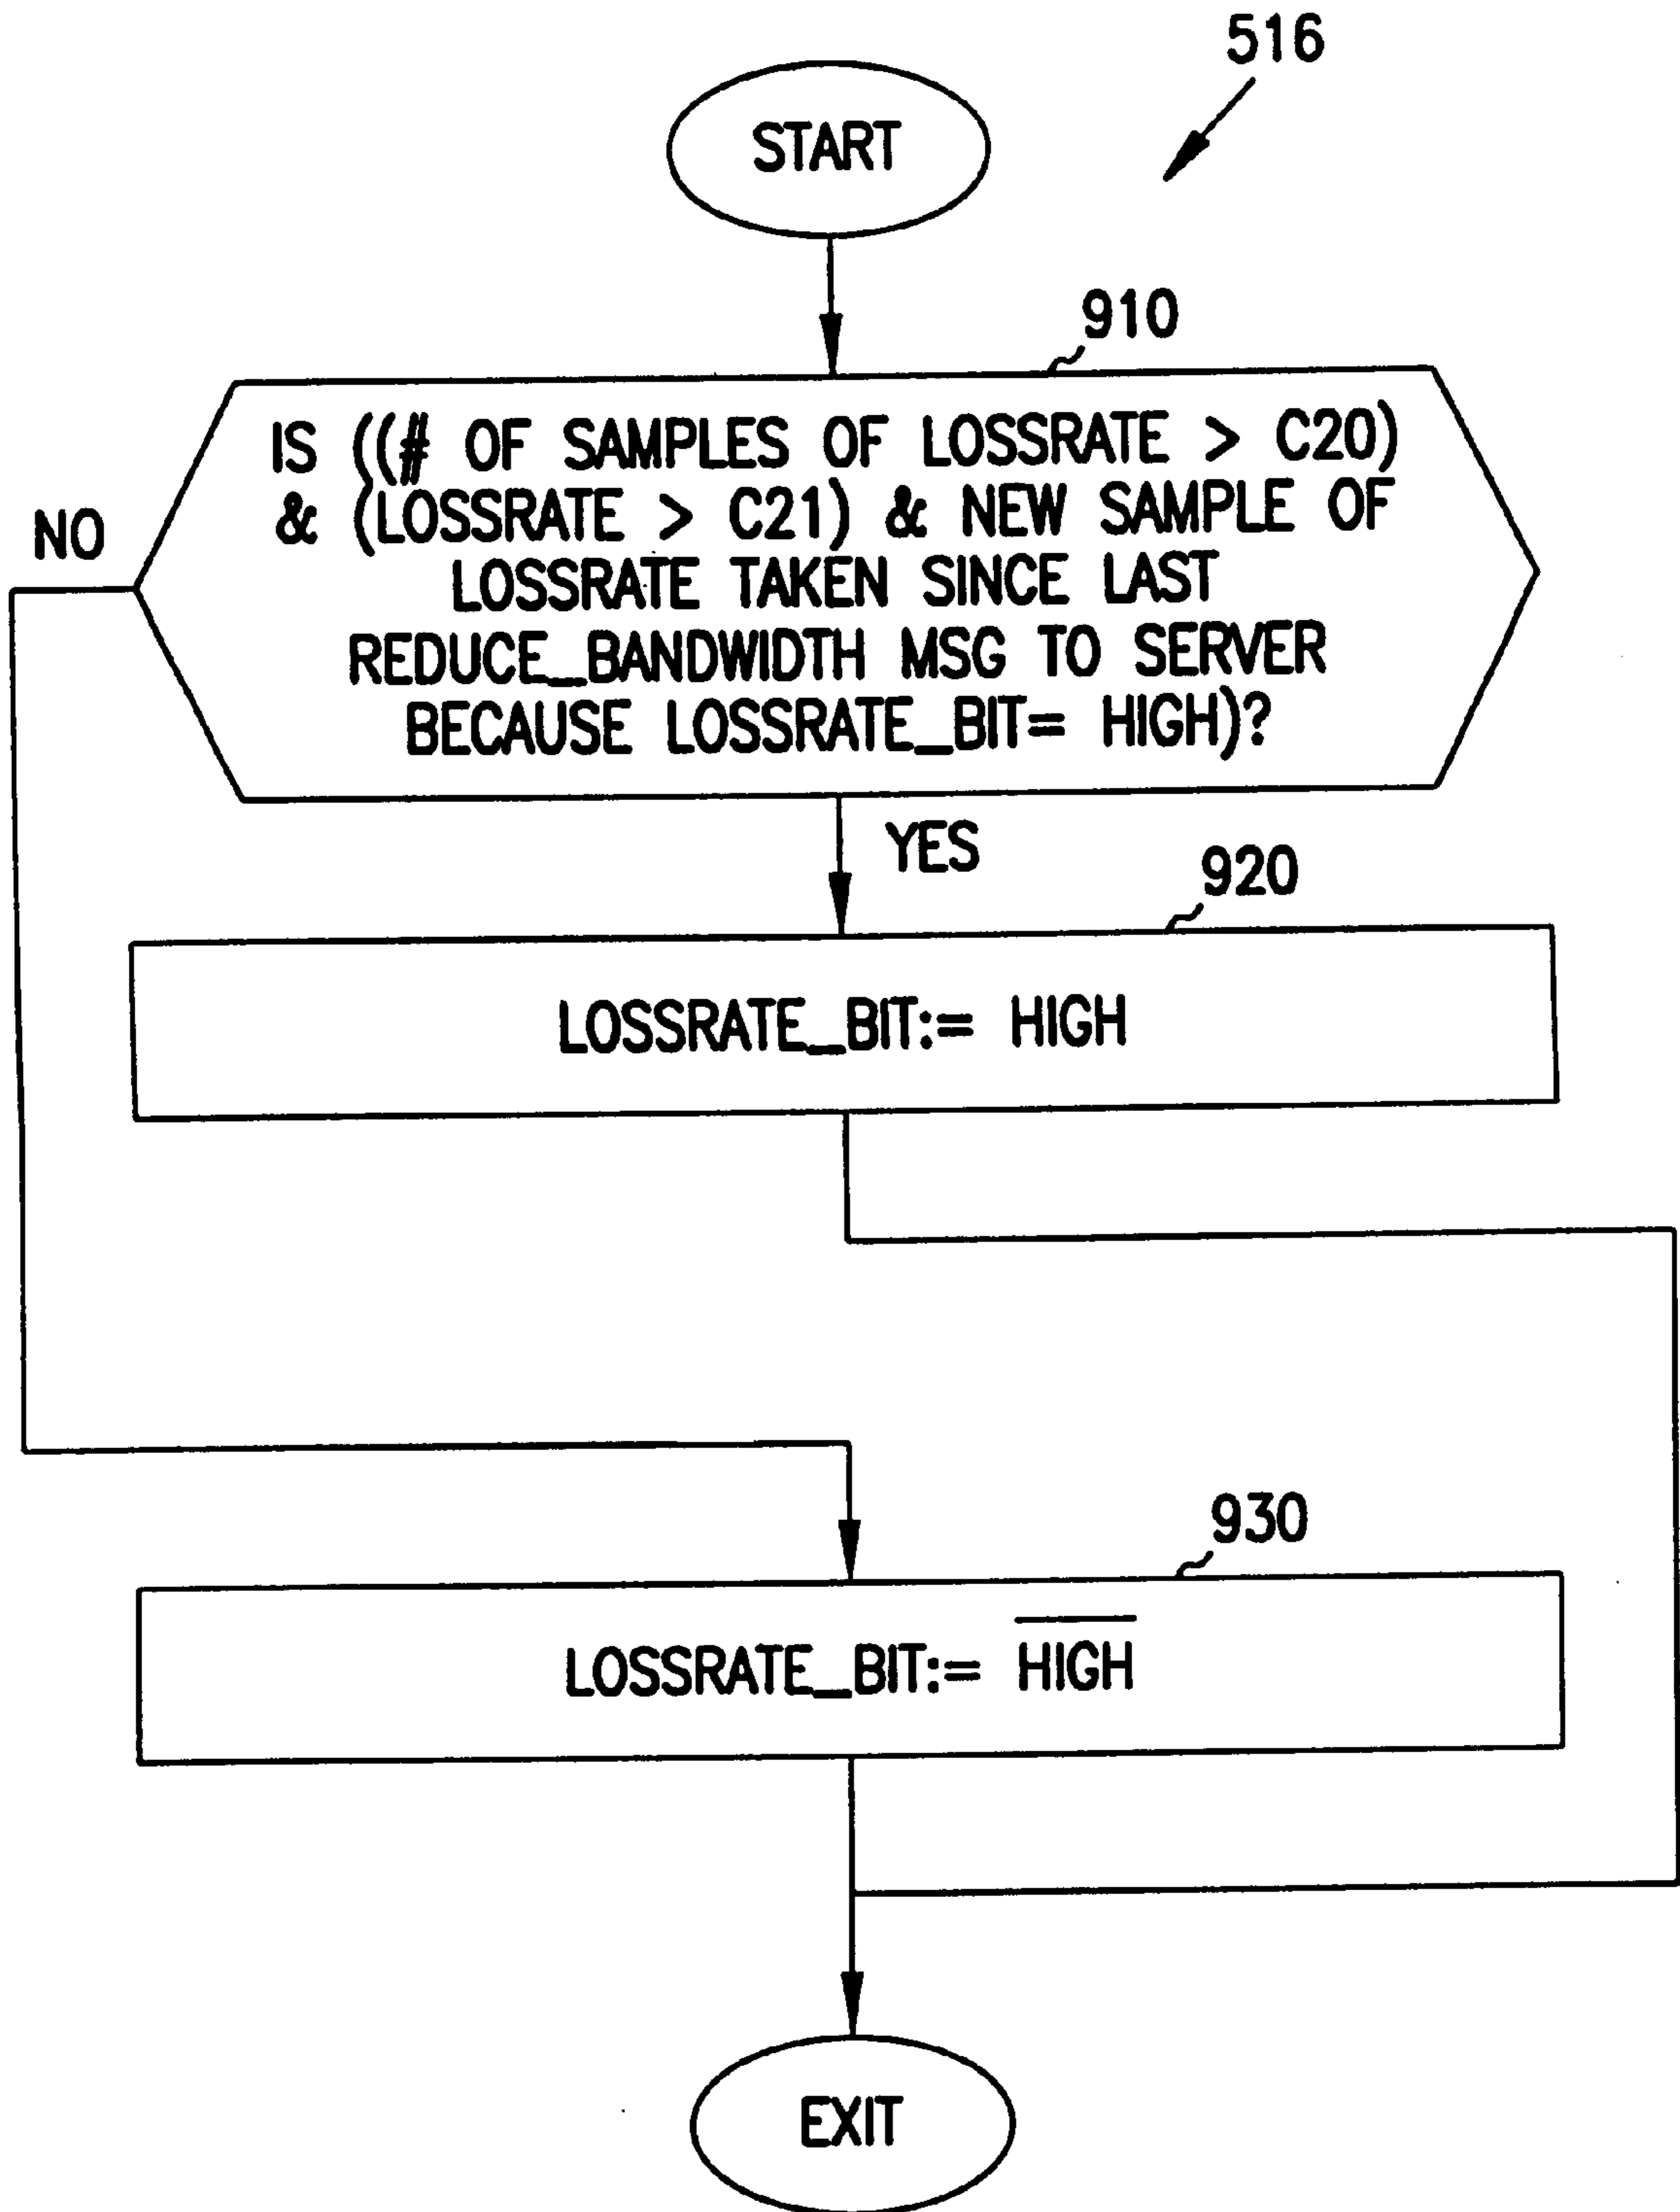 516
START
910
IS ((# OF SAMPLES OF LOSSRATE > C20)
& (LOSSRATE > C21) & NEW SAMPLE OF
LOSSRATE TAKEN SINCE LAST
REDUCE_BANDWIDTH MSG TO SERVER
BECAUSE LOSSRATE_BIT= HIGH)?
NO
YES
920
LOSSRATE_BIT:= HIGH
930
LOSSRATE_BIT:= H̅I̅G̅H̅
EXIT